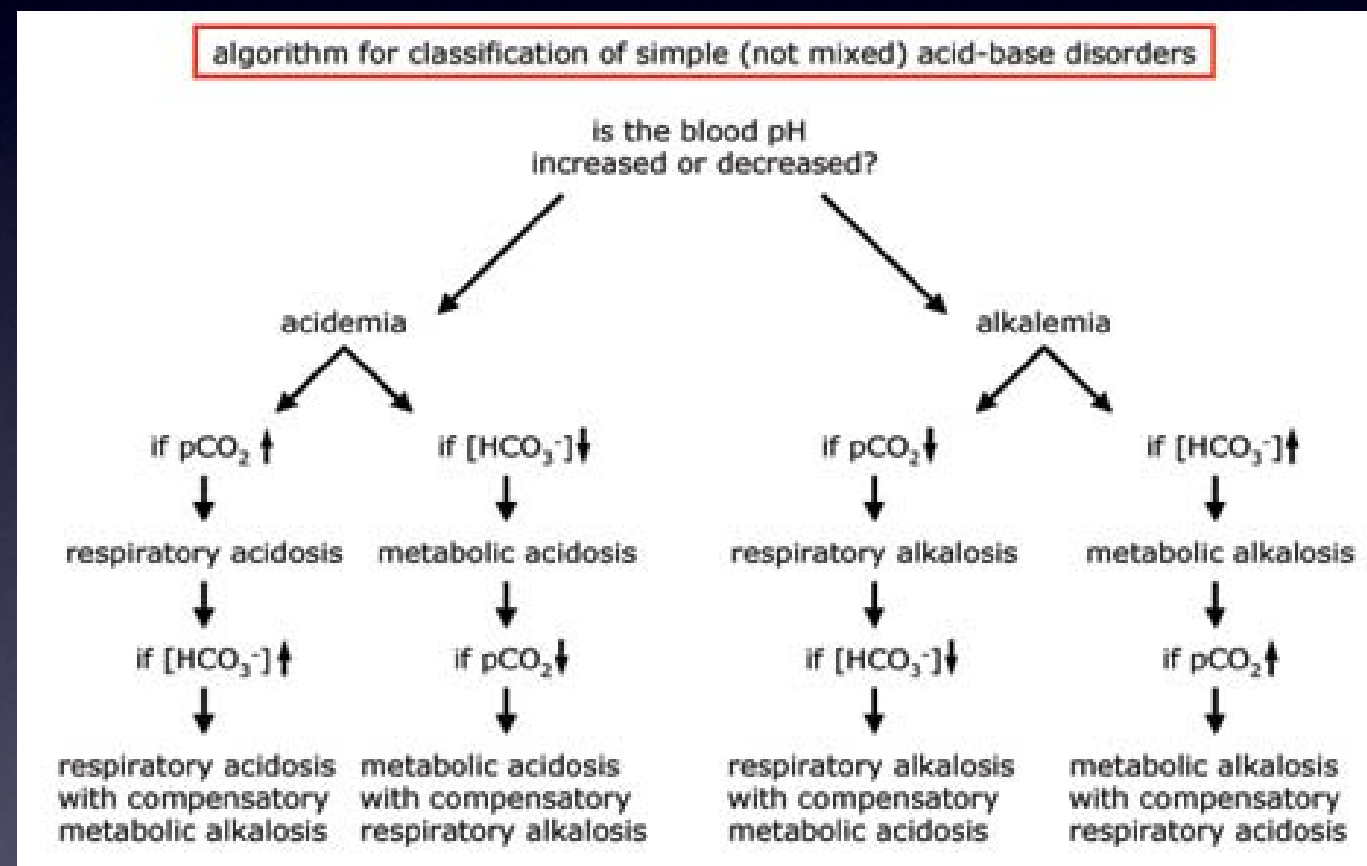 algorithm for classification of simple (not mixed) acid-base disorders
is the blood pH
increased or decreased?
acidemia
alkalemia
if pCO₂ ↑
if [HCO₃⁻]↓
if pCO₂↓
if [HCO₃⁻]↑
respiratory acidosis
metabolic acidosis
respiratory alkalosis
metabolic alkalosis
if [HCO₃⁻]↑
if pCO₂↓
if [HCO₃⁻]↓
if pCO₂↑
respiratory acidosis
with compensatory
metabolic alkalosis
metabolic acidosis
with compensatory
respiratory alkalosis
respiratory alkalosis
with compensatory
metabolic acidosis
metabolic alkalosis
with compensatory
respiratory acidosis